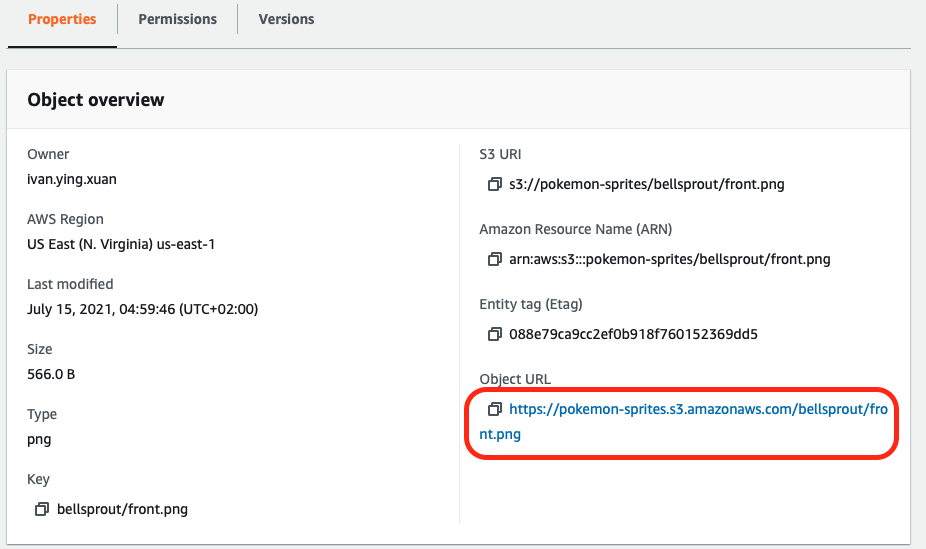 Properties
Permissions
Versions
Object overview
Owner
ivan.ying.xuan
AWS Region
US East (N. Virginia) us-east-1
Last modified
July 15, 2021, 04:59:46 (UTC+02:00)
Size
566.0 B
Type
png
Key
bellsprout/front.png
S3 URI
s3://pokemon-sprites/bellsprout/front.png
Amazon Resource Name (ARN)
arn:aws:s3:::pokemon-sprites/bellsprout/front.png
Entity tag (Etag)
088e79ca9cc2ef0b918f760152369dd5
Object URL
https://pokemon-sprites.s3.amazonaws.com/bellsprout/fro
nt.png